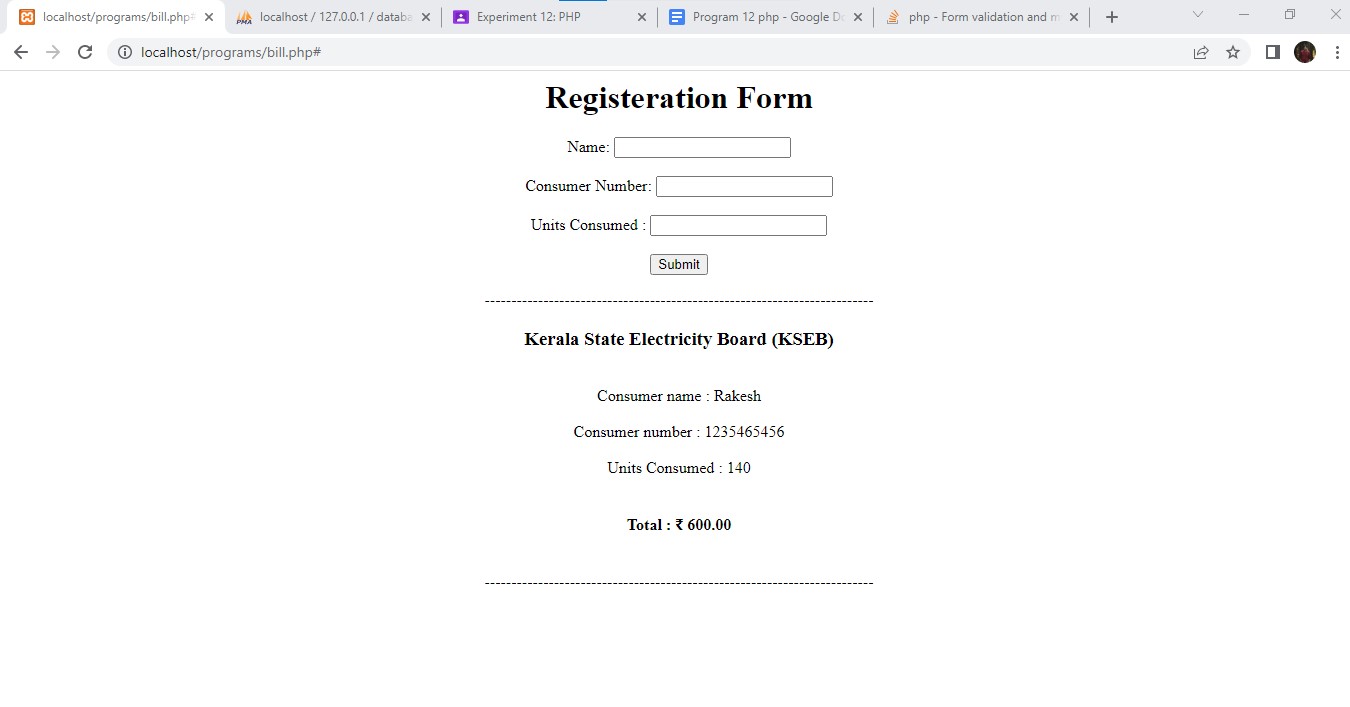 localhost/programs/bill.php#
localhost / 127.0.0.1 / databa
Experiment 12: PHP
Program 12 php - Google Do
php - Form validation and m
localhost/programs/bill.php#
Registeration Form
Name:
Consumer Number:
Units Consumed :
Submit
--------------------------------------------------------------------------
Kerala State Electricity Board (KSEB)
Consumer name : Rakesh
Consumer number : 1235465456
Units Consumed : 140
Total : ₹ 600.00
--------------------------------------------------------------------------